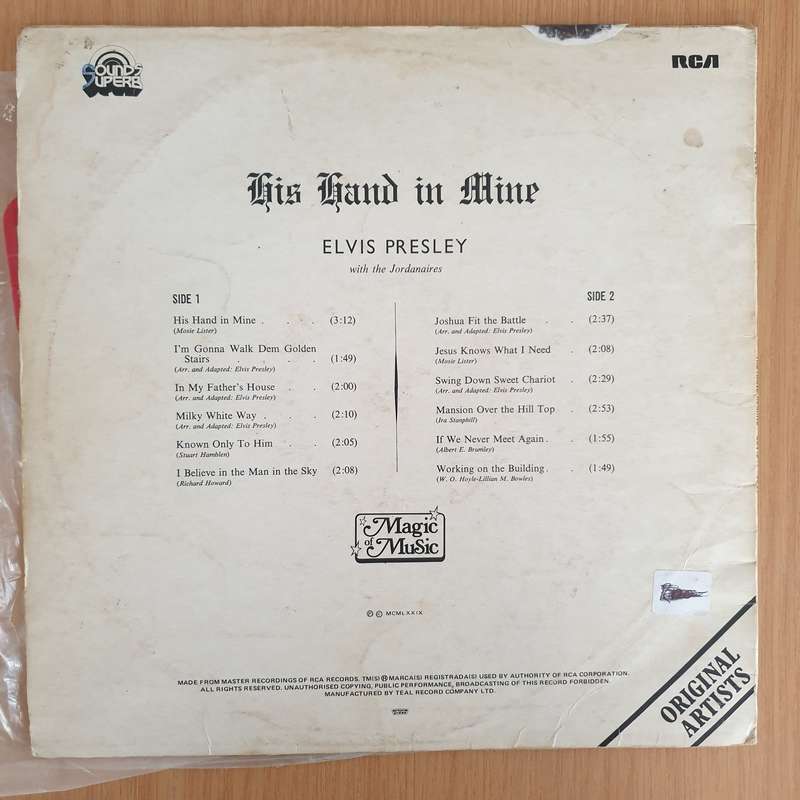 SOUNDS
SUPERB
RCA
His Hand in Mine
ELVIS PRESLEY
with the Jordanaires
SIDE 1
His Hand in Mine . . . (3:12)
(Mosie Lister)
I'm Gonna Walk Dem Golden
Stairs . . . . (1:49)
(Arr. and Adapted: Elvis Presley)
In My Father's House . . (2:00)
(Arr. and Adapted: Elvis Presley)
Milky White Way . . . (2:10)
(Arr. and Adapted: Elvis Presley)
Known Only To Him . . (2:05)
(Stuart Hamblen)
I Believe in the Man in the Sky (2:08)
(Richard Howard)
SIDE 2
Joshua Fit the Battle . . (2:37)
(Arr. and Adapted: Elvis Presley)
Jesus Knows What I Need . (2:08)
(Mosie Lister)
Swing Down Sweet Chariot . (2:29)
(Arr. and Adapted: Elvis Presley)
Mansion Over the Hill Top . (2:53)
(Ira Stanphill)
If We Never Meet Again . . (1:55)
(Albert E. Brumley)
Working on the Building . . (1:49)
(W. O. Hoyle-Lillian M. Bowles)
Magic
of
Music
Ⓟ © MCMLXXIX
MADE FROM MASTER RECORDINGS OF RCA RECORDS. TM(S) ® MARCA(S) REGISTRADA(S) USED BY AUTHORITY OF RCA CORPORATION.
ALL RIGHTS RESERVED. UNAUTHORISED COPYING, PUBLIC PERFORMANCE, BROADCASTING OF THIS RECORD FORBIDDEN.
MANUFACTURED BY TEAL RECORD COMPANY LTD.
ORIGINAL
ARTISTS